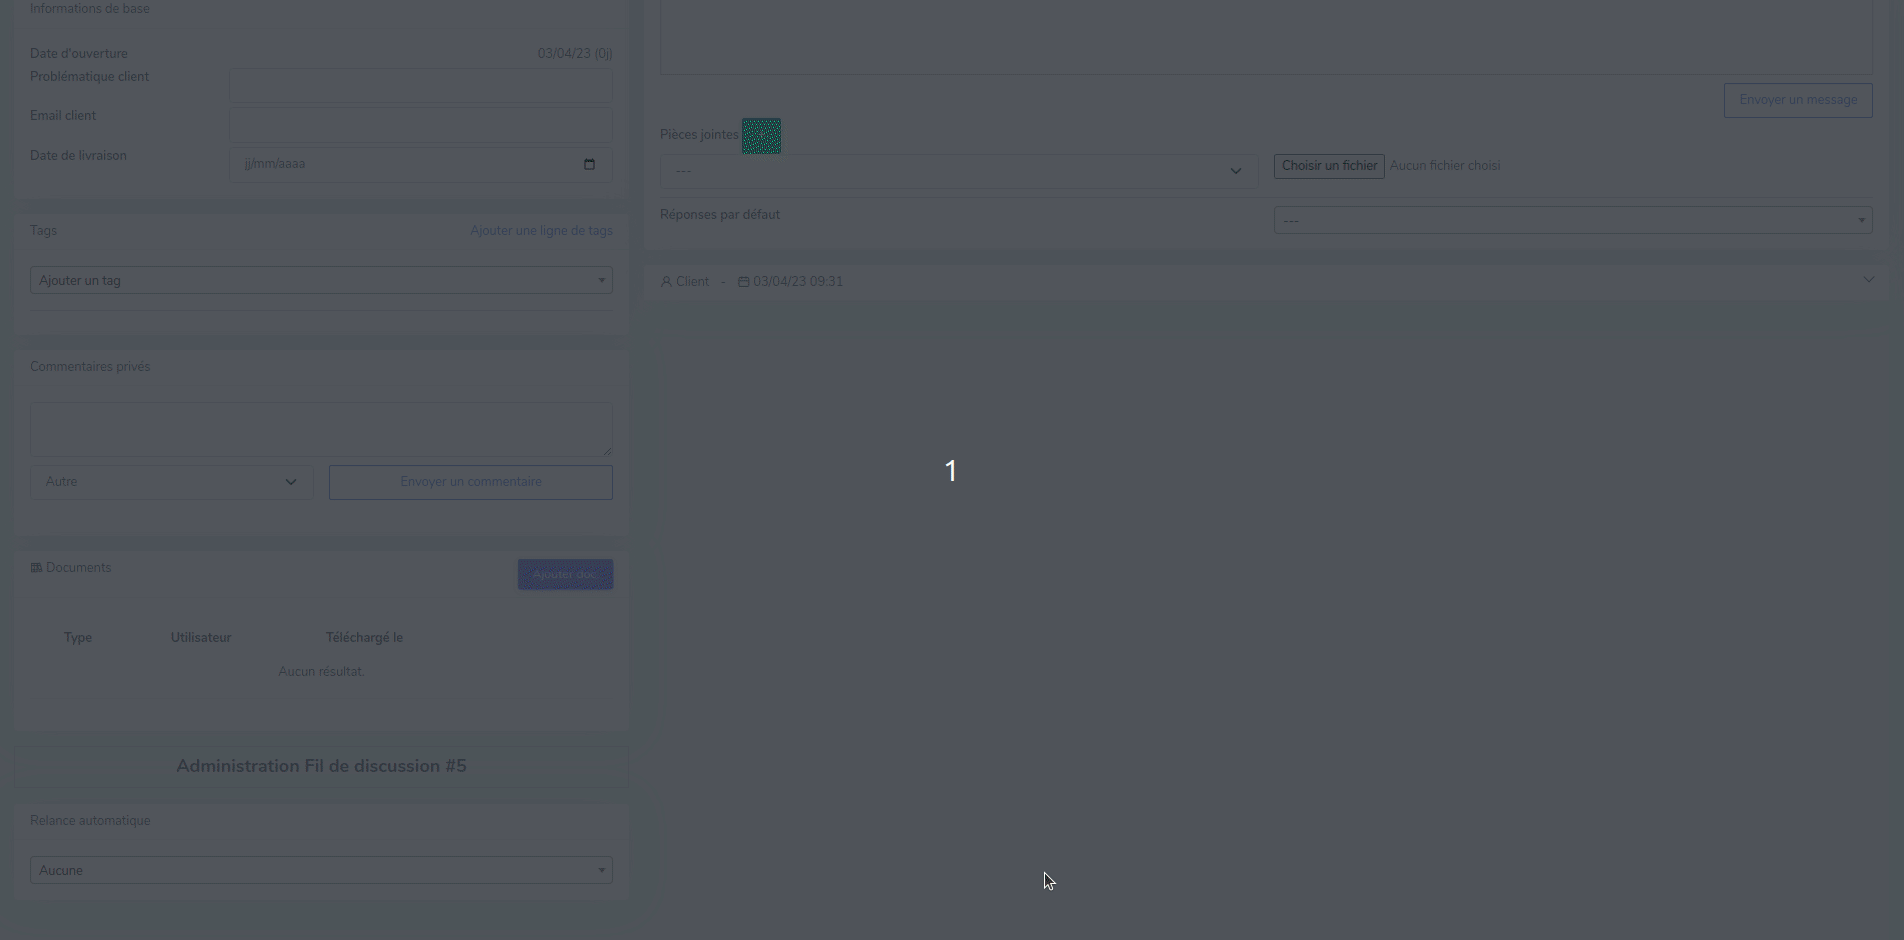 Informations de base
Date d'ouverture
03/04/23 (0j)
Problématique client
Email client
Date de livraison
jj/mm/aaaa
Tags
Ajouter une ligne de tags
Ajouter un tag
Commentaires privés
Autre
Envoyer un commentaire
Documents
Ajouter doc.
Type Utilisateur Téléchargé le
Aucun résultat.
Administration Fil de discussion #5
Relance automatique
Aucune
Envoyer un message
Pièces jointes
---
Choisir un fichier Aucun fichier choisi
Réponses par défaut
---
Client - 03/04/23 09:31
1